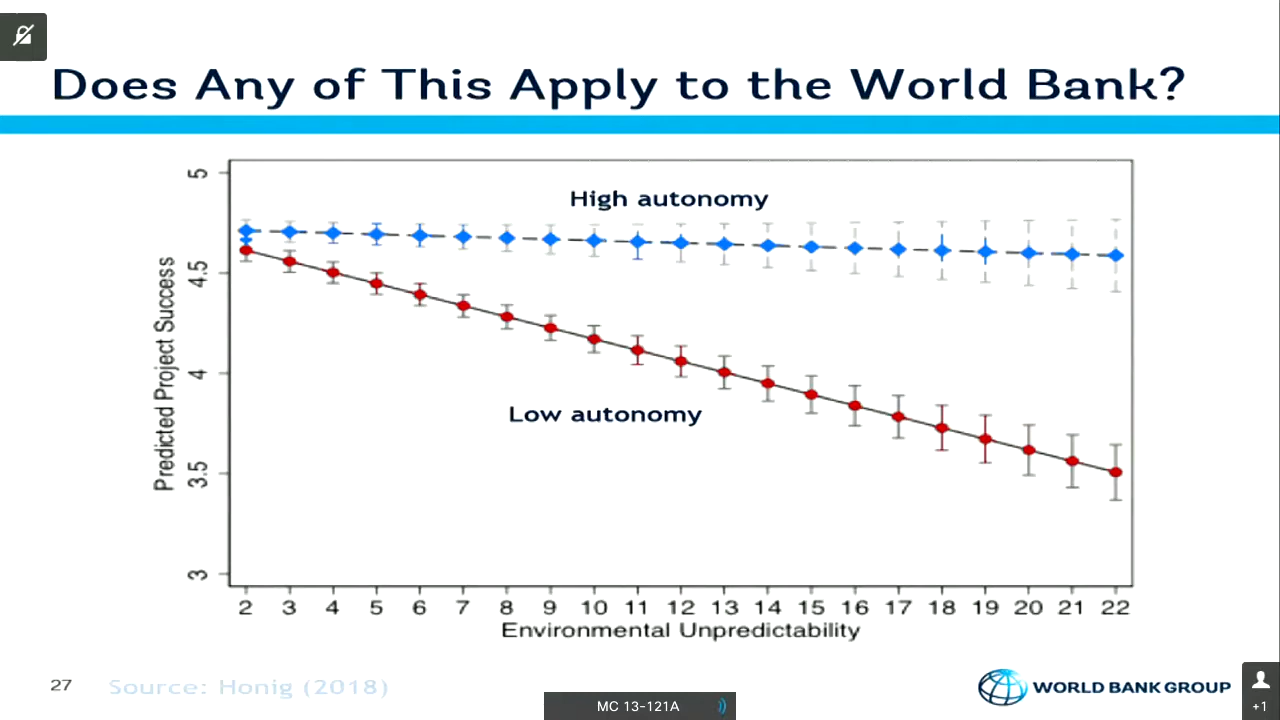 Does Any of This Apply to the World Bank?
5
4.5
4
3.5
3
Predicted Project Success
High autonomy
Low autonomy
2 3 4 5 6 7 8 9 10 11 12 13 14 15 16 17 18 19 20 21 22
Environmental Unpredictability
27 Source: Honig (2018)
WORLD BANK GROUP
MC 13-121A
+1